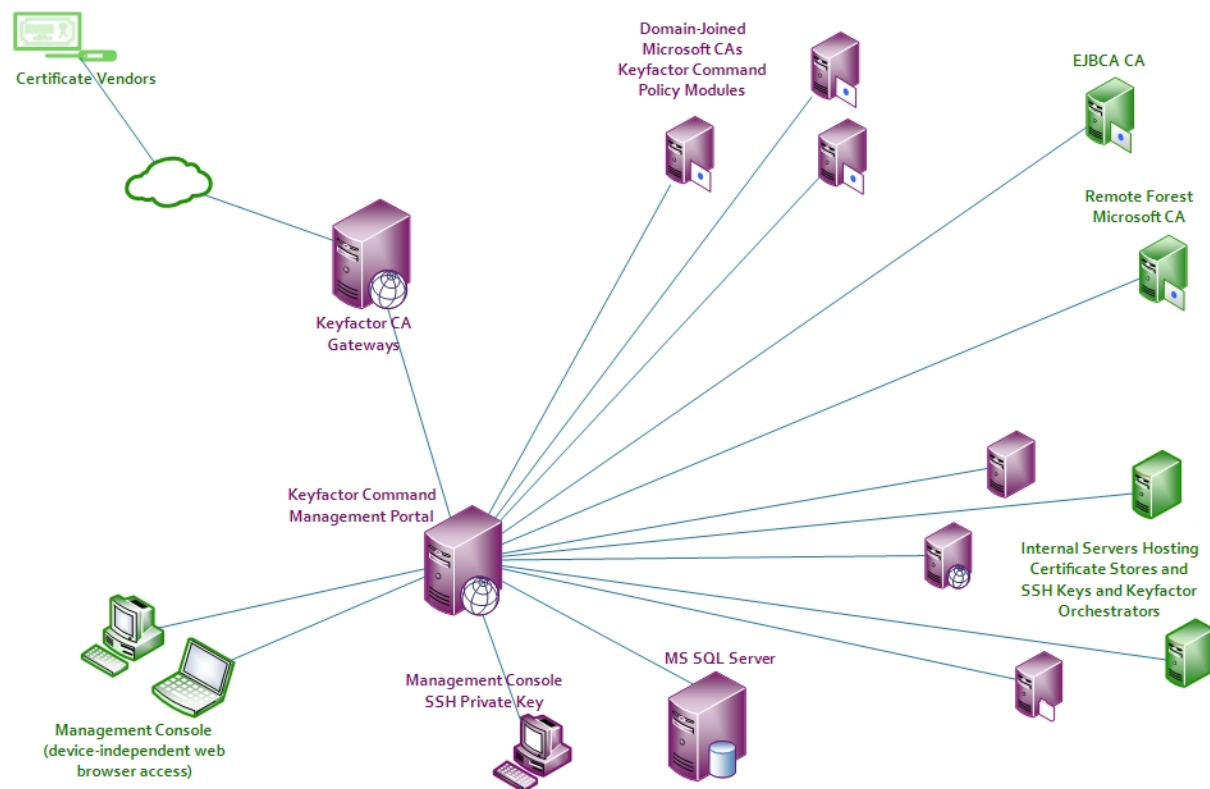 Certificate Vendors
Domain-Joined
Microsoft CAs
Keyfactor Command
Policy Modules
EJBCA CA
Remote Forest
Microsoft CA
Keyfactor CA
Gateways
Keyfactor Command
Management Portal
Internal Servers Hosting
Certificate Stores and
SSH Keys and Keyfactor
Orchestrators
MS SQL Server
Management Console
SSH Private Key
Management Console
(device-independent web
browser access)